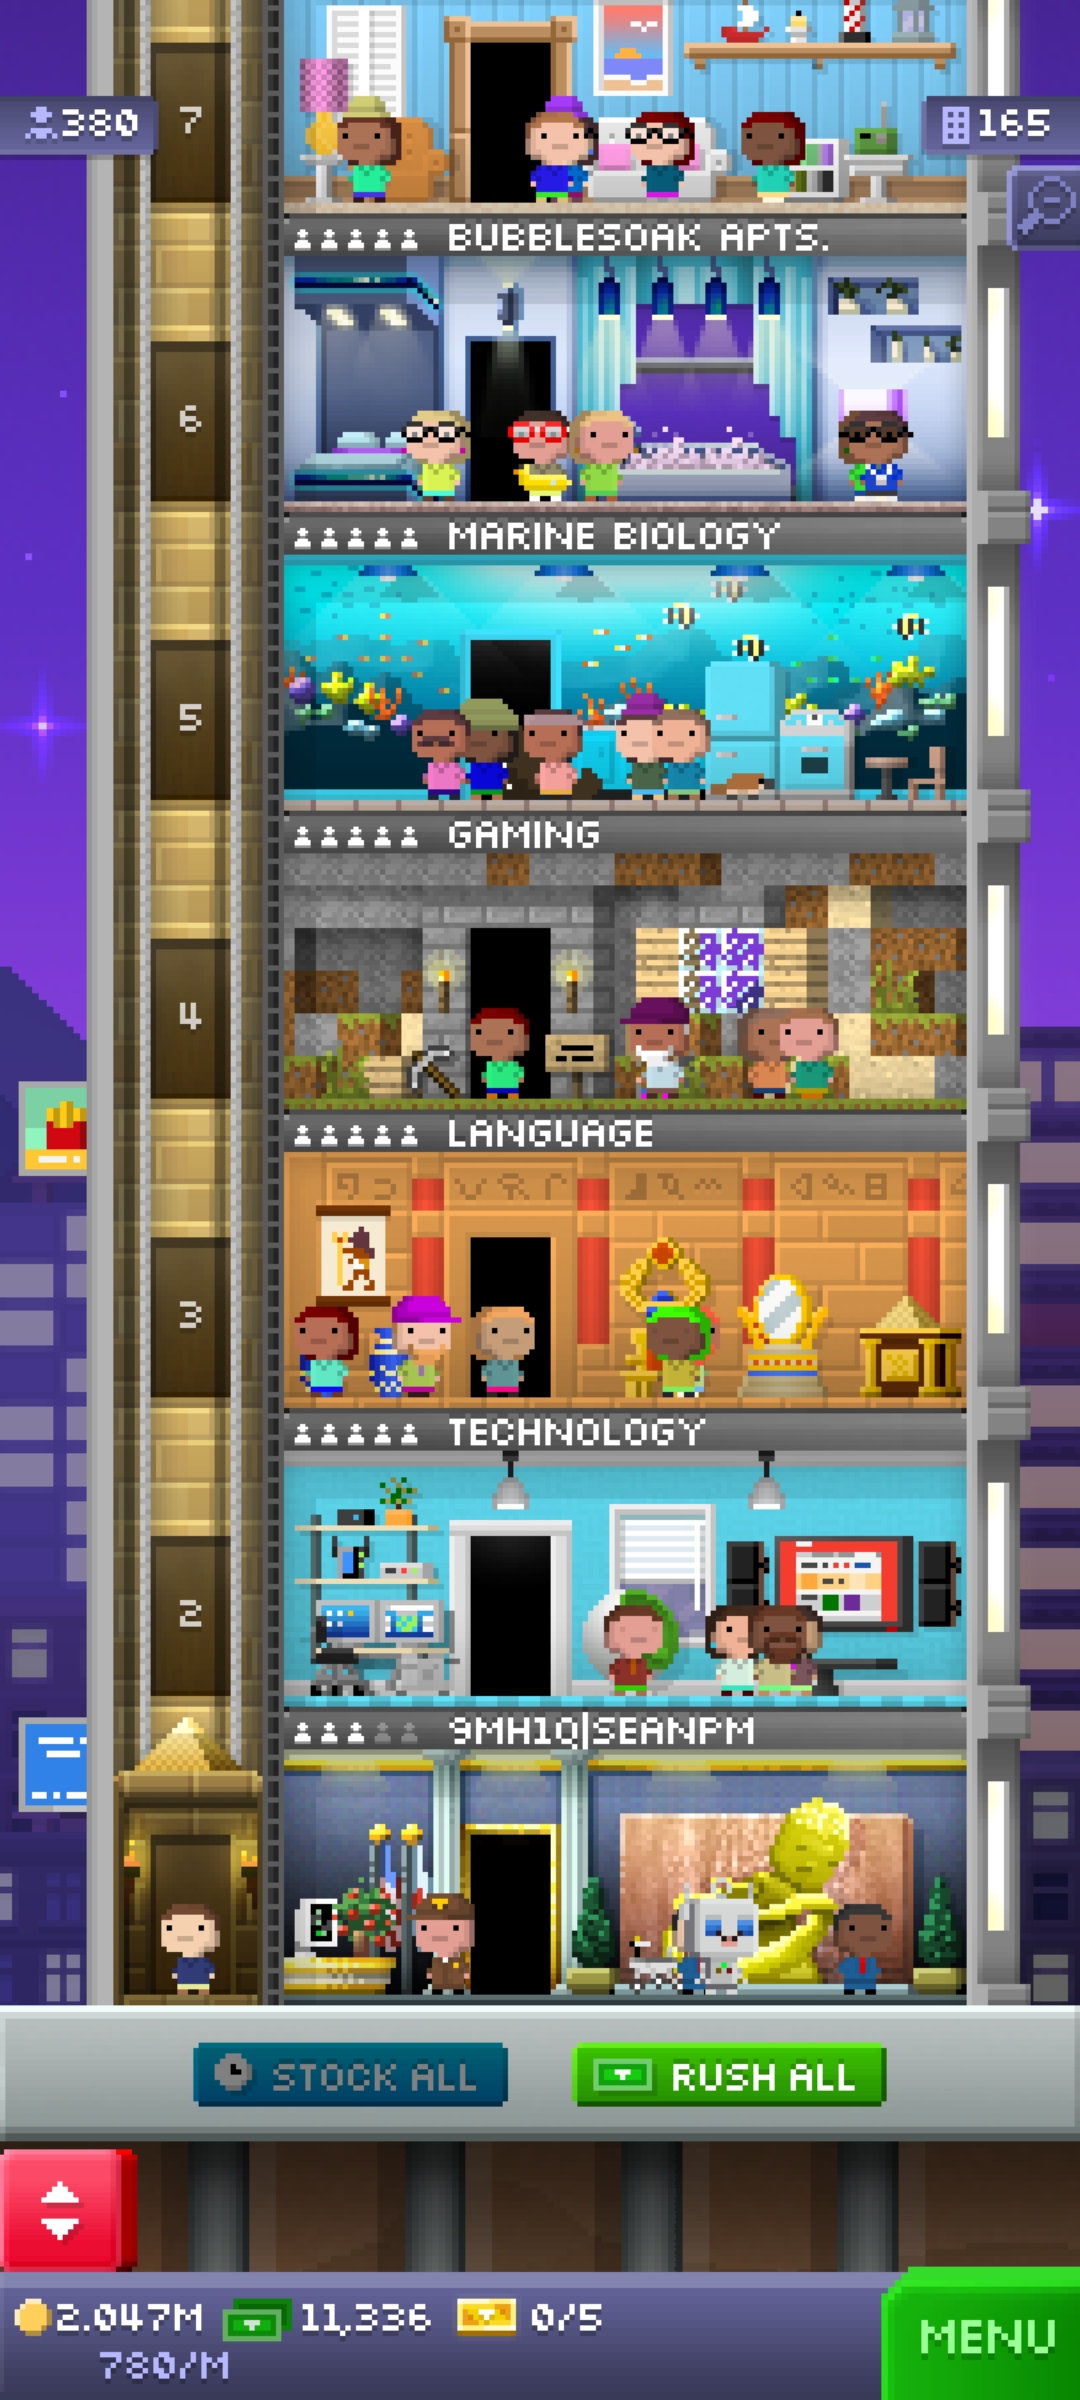 380
7
165
BUBBLESOAK APTS.
6
MARINE BIOLOGY
5
GAMING
4
LANGUAGE
3
TECHNOLOGY
2
9MH1Q|SEANPM
STOCK ALL
RUSH ALL
2.047M
11,336
0/5
780/M
MENU